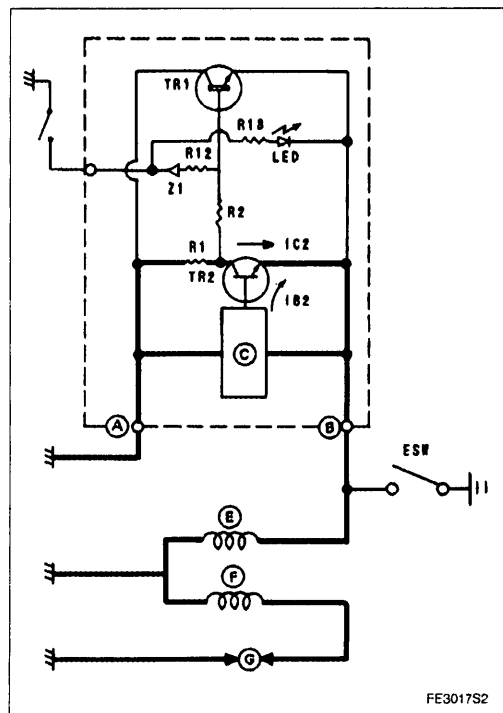 TR1
R13
LED
R12
Z1
R2
R1
IC2
TR2
IB2
C
A
B
ESW
E
F
G
FE3017S2